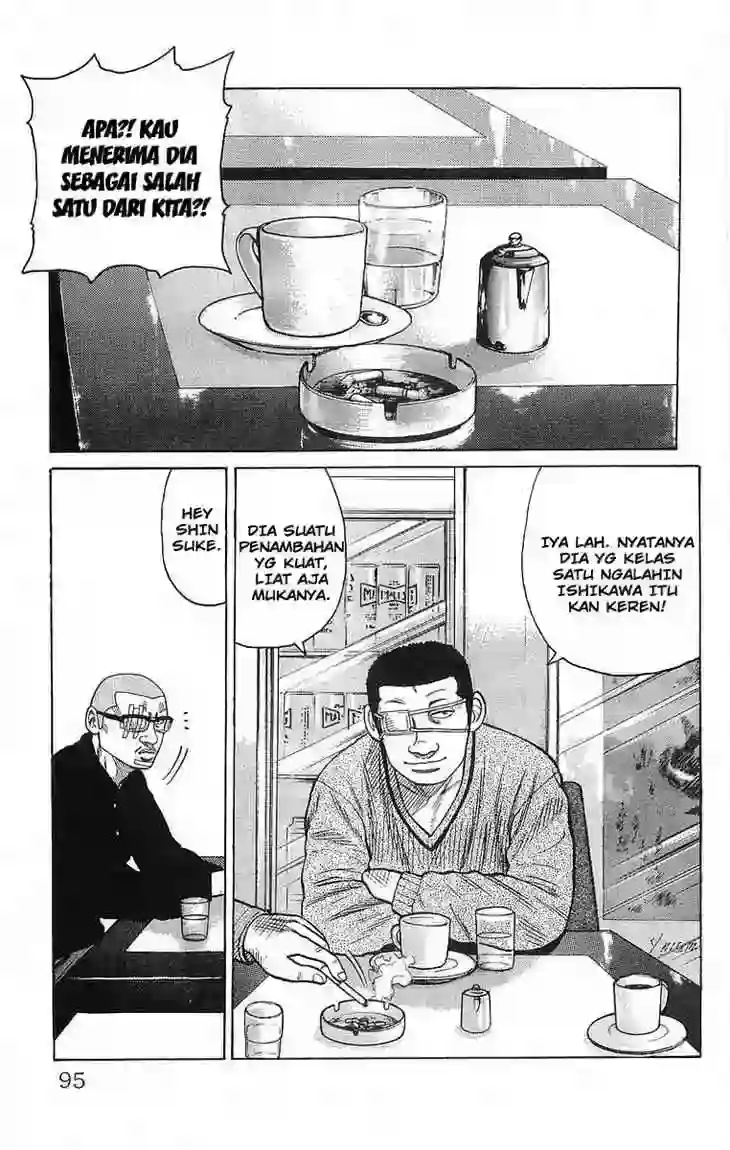 APA?! KAU
MENERIMA DIA
SEBAGAI SALAH
SATU DARI KITA?!
IYA LAH. NYATANYA
DIA YG KELAS
SATU NGALAHIN
ISHIKAWA ITU
KAN KEREN!
DIA SUATU
PENAMBAHAN
YG KUAT,
LIAT AJA
MUKANYA.
HEY
SHIN
SUKE.
95